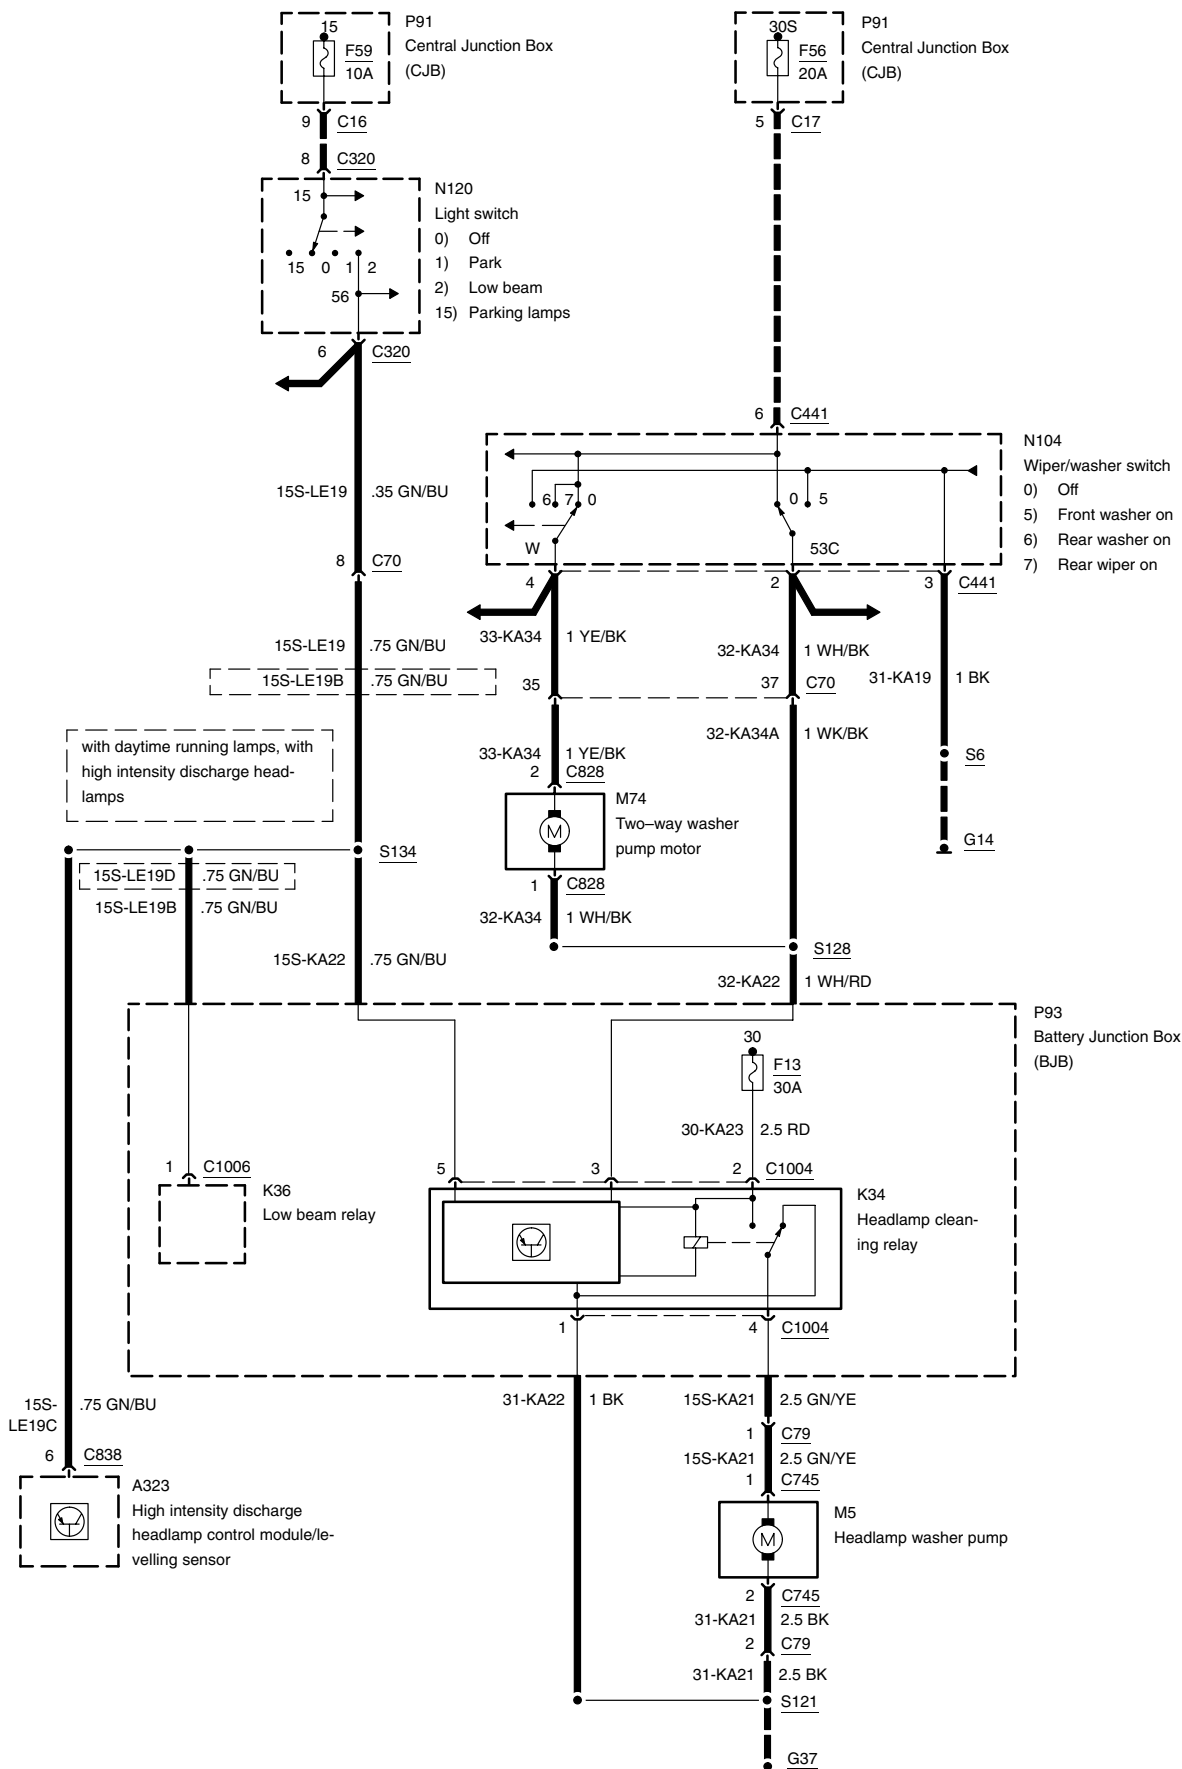 15
F59
10A
P91
Central Junction Box
(CJB)
30S
F56
20A
P91
Central Junction Box
(CJB)
9 C16
8 C320
5 C17
15
15 0 1 2
56
N120
Light switch
0) Off
1) Park
2) Low beam
15) Parking lamps
6 C320
6 C441
6 7 0
W
0 5
53C
N104
Wiper/washer switch
0) Off
5) Front washer on
6) Rear washer on
7) Rear wiper on
15S-LE19 .35 GN/BU
8 C70
4
2
3 C441
33-KA34 1 YE/BK
32-KA34 1 WH/BK
31-KA19 1 BK
15S-LE19 .75 GN/BU
15S-LE19B .75 GN/BU
35
37 C70
33-KA34 1 YE/BK
32-KA34A 1 WK/BK
S6
G14
with daytime running lamps, with
high intensity discharge head-
lamps
2 C828
M
M74
Two–way washer
pump motor
1 C828
32-KA34 1 WH/BK
S134
15S-LE19D .75 GN/BU
15S-LE19B .75 GN/BU
15S-KA22 .75 GN/BU
S128
32-KA22 1 WH/RD
P93
Battery Junction Box
(BJB)
30
F13
30A
30-KA23 2.5 RD
1 C1006
K36
Low beam relay
5
3
2 C1004
K34
Headlamp clean-
ing relay
1
4 C1004
31-KA22 1 BK
15S-KA21 2.5 GN/YE
1 C79
15S-KA21 2.5 GN/YE
1 C745
15S-
LE19C
.75 GN/BU
6 C838
A323
High intensity discharge
headlamp control module/le-
velling sensor
M
M5
Headlamp washer pump
2 C745
31-KA21 2.5 BK
2 C79
31-KA21 2.5 BK
S121
G37